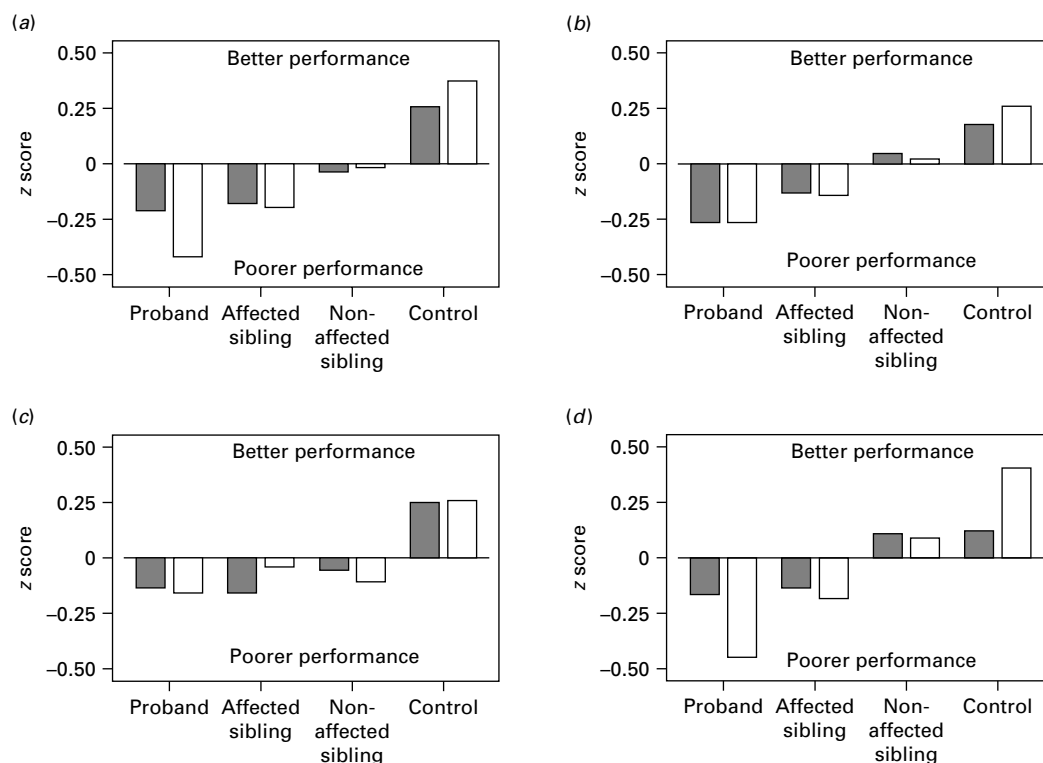 (a)
0.50
Better performance
0.25
0
z score
−0.25
−0.50
Poorer performance
Proband
Affected
sibling
Non-
affected
sibling
Control
(b)
0.50
Better performance
0.25
0
z score
−0.25
−0.50
Poorer performance
Proband
Affected
sibling
Non-
affected
sibling
Control
(c)
0.50
Better performance
0.25
0
z score
−0.25
−0.50
Poorer performance
Proband
Affected
sibling
Non-
affected
sibling
Control
(d)
0.50
Better performance
0.25
0
z score
−0.25
−0.50
Poorer performance
Proband
Affected
sibling
Non-
affected
sibling
Control